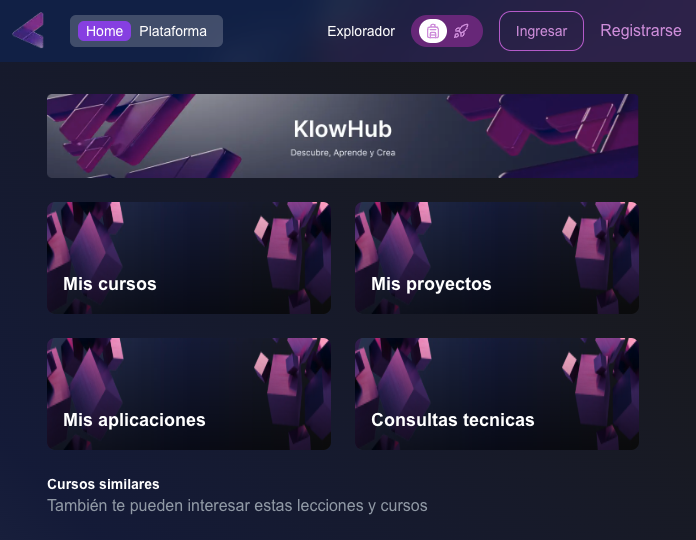 Home Plataforma Explorador Ingresar Registrarse
KlowHub
Descubre, Aprende y Crea
Mis cursos
Mis proyectos
Mis aplicaciones
Consultas tecnicas
Cursos similares
También te pueden interesar estas lecciones y cursos